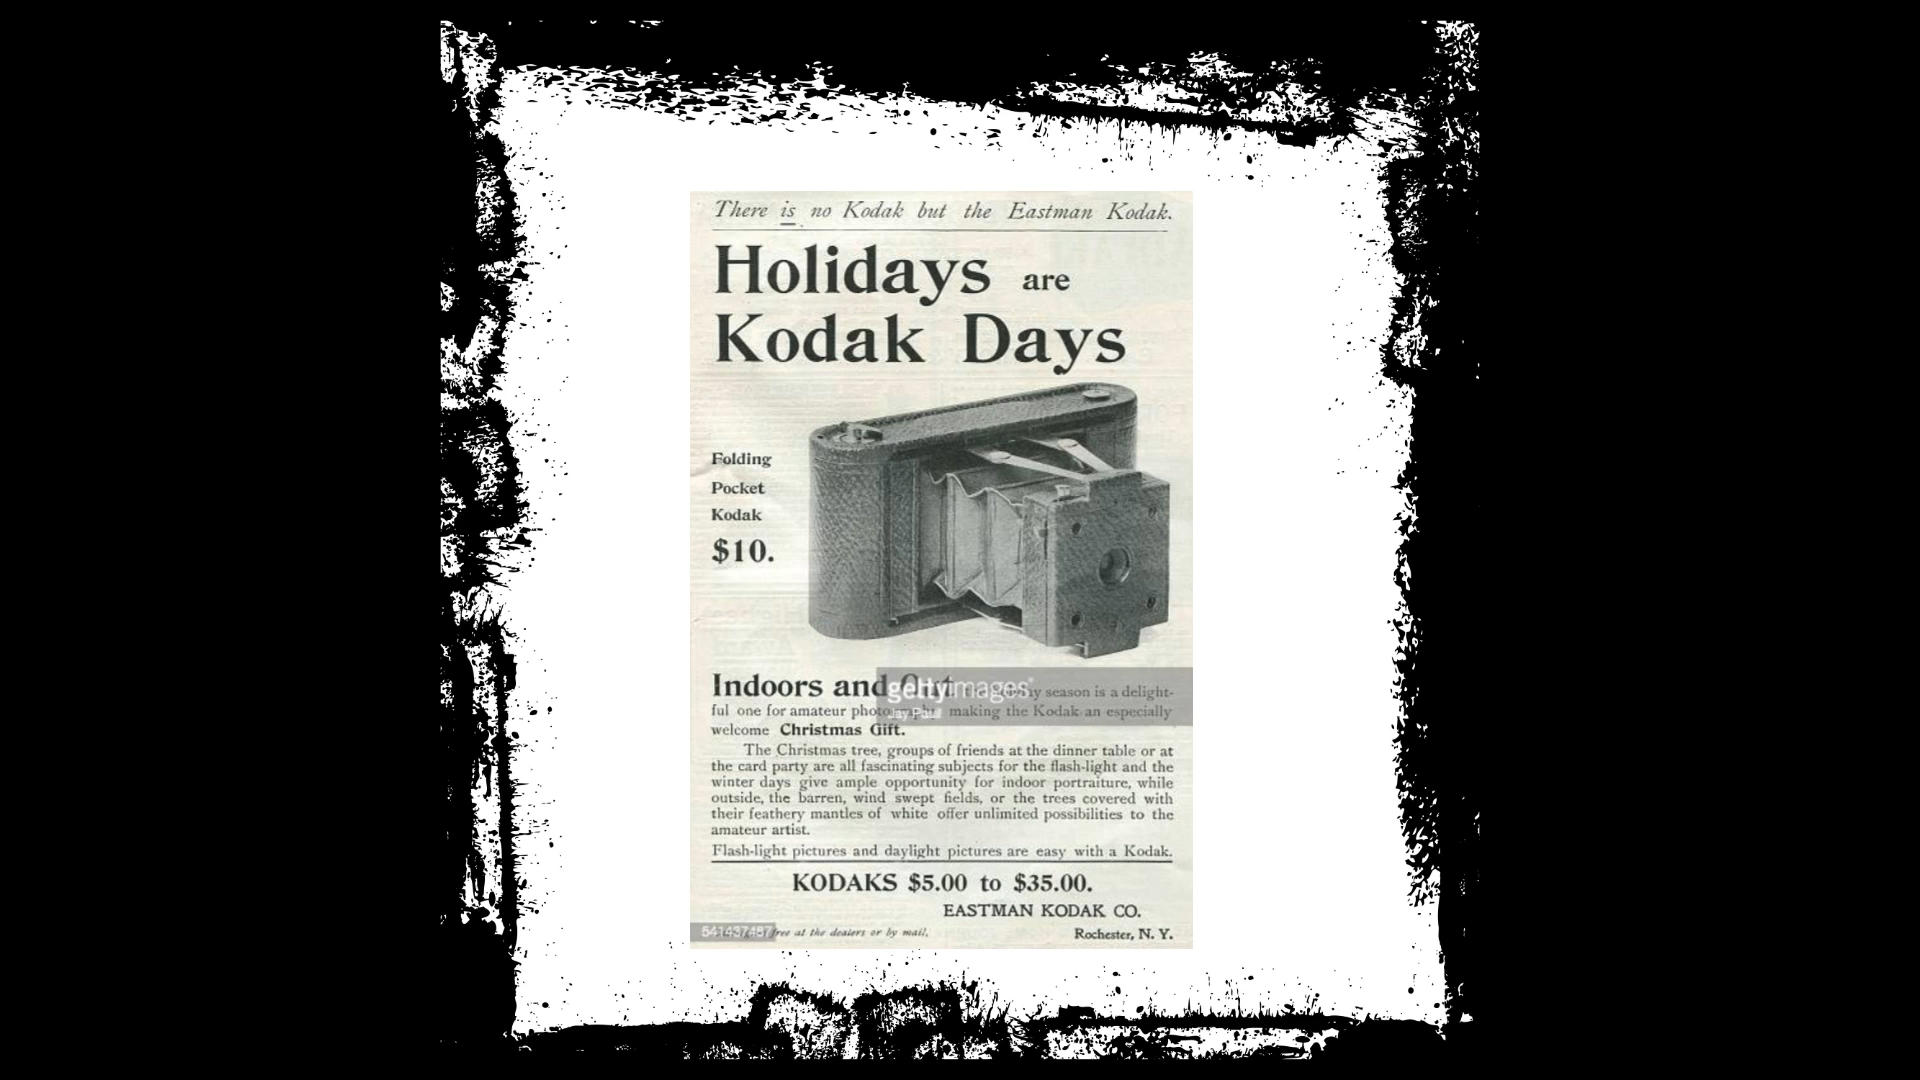 There is no Kodak but the Eastman Kodak.
Holidays are
Kodak Days
Folding
Pocket
Kodak
$10.
Indoors and Out season is a delight-
ful one for amateur making the Kodak an especially
welcome Christmas Gift.
gettyimages
The Christmas tree, groups of friends at the dinner table or at
the card party are all fascinating subjects for the flash-light and the
winter days give ample opportunity for indoor portraiture, while
outside, the barren, wind swept fields, or the trees covered with
their feathery mantles of white offer unlimited possibilities to the
amateur artist.
Flash-light pictures and daylight pictures are easy with a Kodak.
KODAKS $5.00 to $35.00.
EASTMAN KODAK CO.
541437487 free at the dealers or by mail,
Rochester, N. Y.